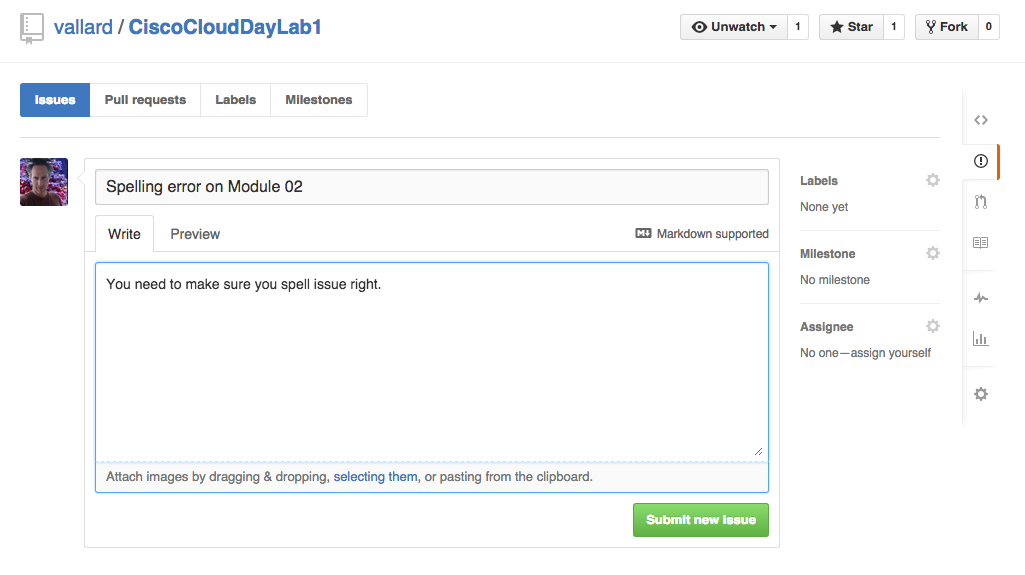 vallard / CiscoCloudDayLab1
Unwatch 1 Star 1 Fork 0
Issues Pull requests Labels Milestones
Spelling error on Module 02
Write Preview Markdown supported
You need to make sure you spell issue right.
Attach images by dragging & dropping, selecting them, or pasting from the clipboard.
Submit new issue
Labels
None yet
Milestone
No milestone
Assignee
No one—assign yourself